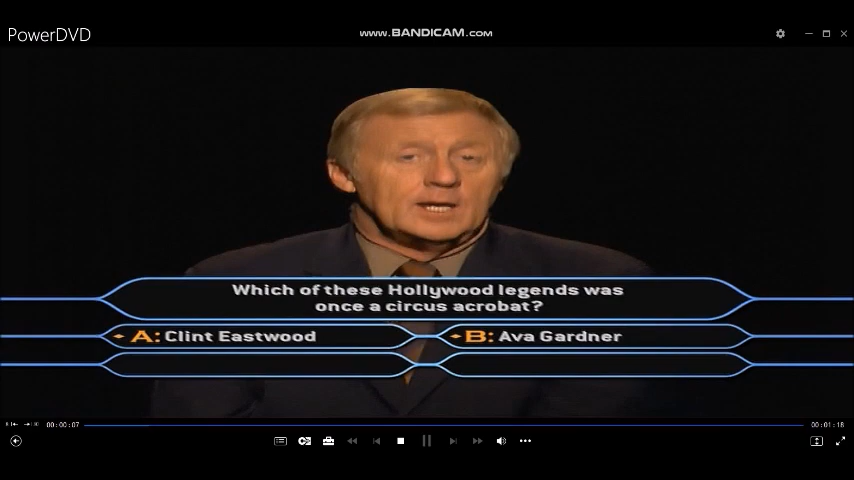 PowerDVD
www.BANDICAM.com
Which of these Hollywood legends was
once a circus acrobat?
A: Clint Eastwood
B: Ava Gardner
00:00:07
00:01:18